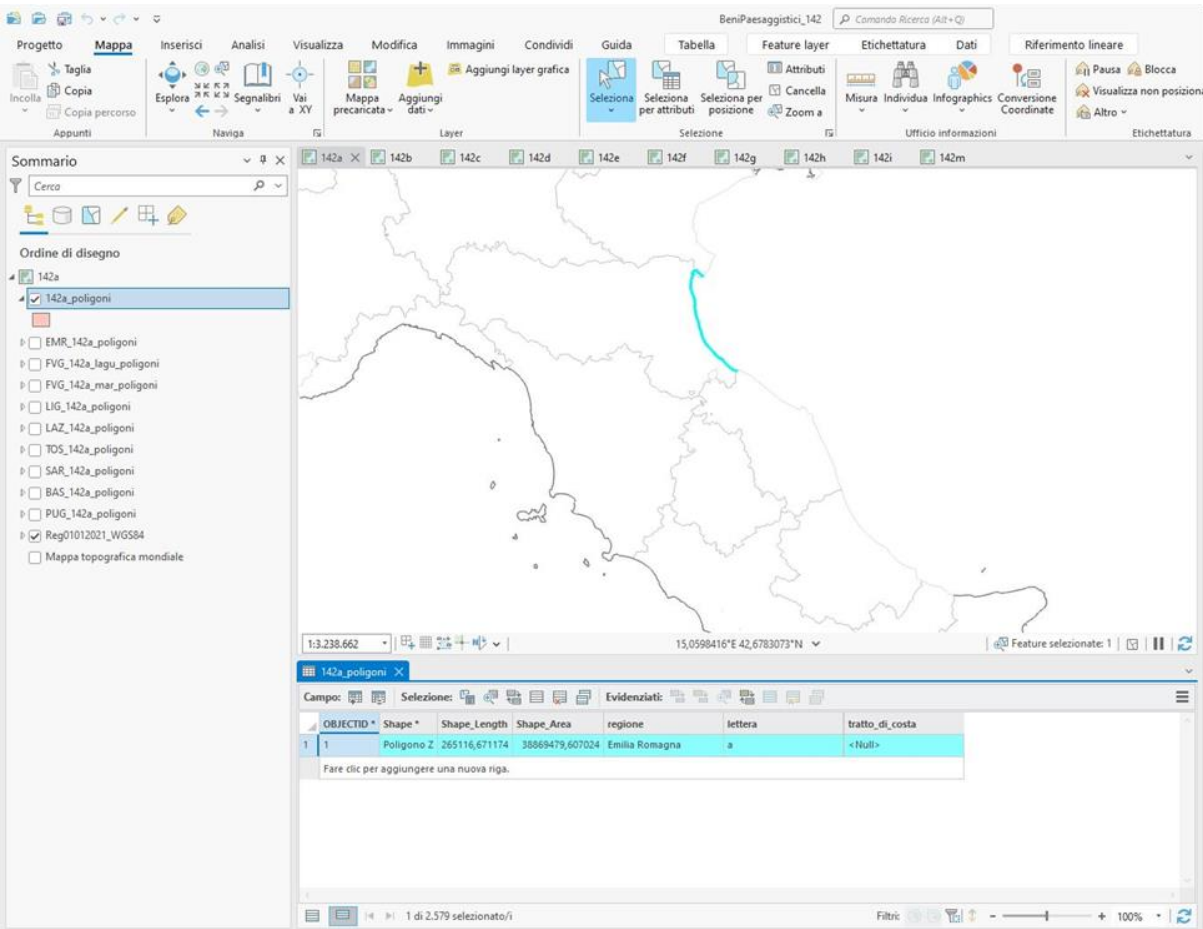 BeniPaesaggistici_142 Comando Ricerca (Alt+Q)
Progetto Mappa Inserisci Analisi Visualizza Modifica Immagini Condividi Guida Tabella Feature layer Etichettatura Dati Riferimento lineare
Incolla
Taglia
Copia
Copia percorso
Appunti
Esplora
Segnalibri
Vai a XY
Naviga
Mappa precaricata
Aggiungi dati
Aggiungi layer grafica
Layer
Seleziona
Seleziona per attributi
Seleziona per posizione
Attributi
Cancella
Zoom a
Selezione
Misura
Individua
Infographics
Conversione Coordinate
Ufficio informazioni
Pausa Blocca
Visualizza non posiziona
Altro
Etichettatura
Sommario
Cerca
Ordine di disegno
142a
142a_poligoni
EMR_142a_poligoni
FVG_142a_lagu_poligoni
FVG_142a_mar_poligoni
LIG_142a_poligoni
LAZ_142a_poligoni
TOS_142a_poligoni
SAR_142a_poligoni
BAS_142a_poligoni
PUG_142a_poligoni
Reg01012021_WGS84
Mappa topografica mondiale
142a 142b 142c 142d 142e 142f 142g 142h 142i 142m
1:3.238.662 15,0598416°E 42,6783073°N Feature selezionate: 1
142a_poligoni
Campo: Selezione: Evidenziati:
OBJECTID * Shape * Shape_Length Shape_Area regione lettera tratto_di_costa
1 1 Poligono Z 265116,671174 38869479,607024 Emilia Romagna a <Null>
Fare clic per aggiungere una nuova riga.
1 di 2.579 selezionato/i Filtri: - + 100%